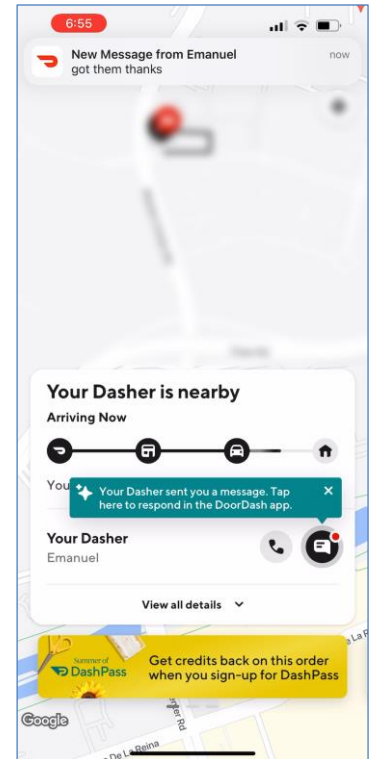 6:55
New Message from Emanuel
now
got them thanks
Your Dasher is nearby
Arriving Now
You
Your Dasher sent you a message. Tap
here to respond in the DoorDash app.
Your Dasher
Emanuel
View all details
Summer of
DashPass
Get credits back on this order
when you sign-up for DashPass
Google
Rd
De La Reina